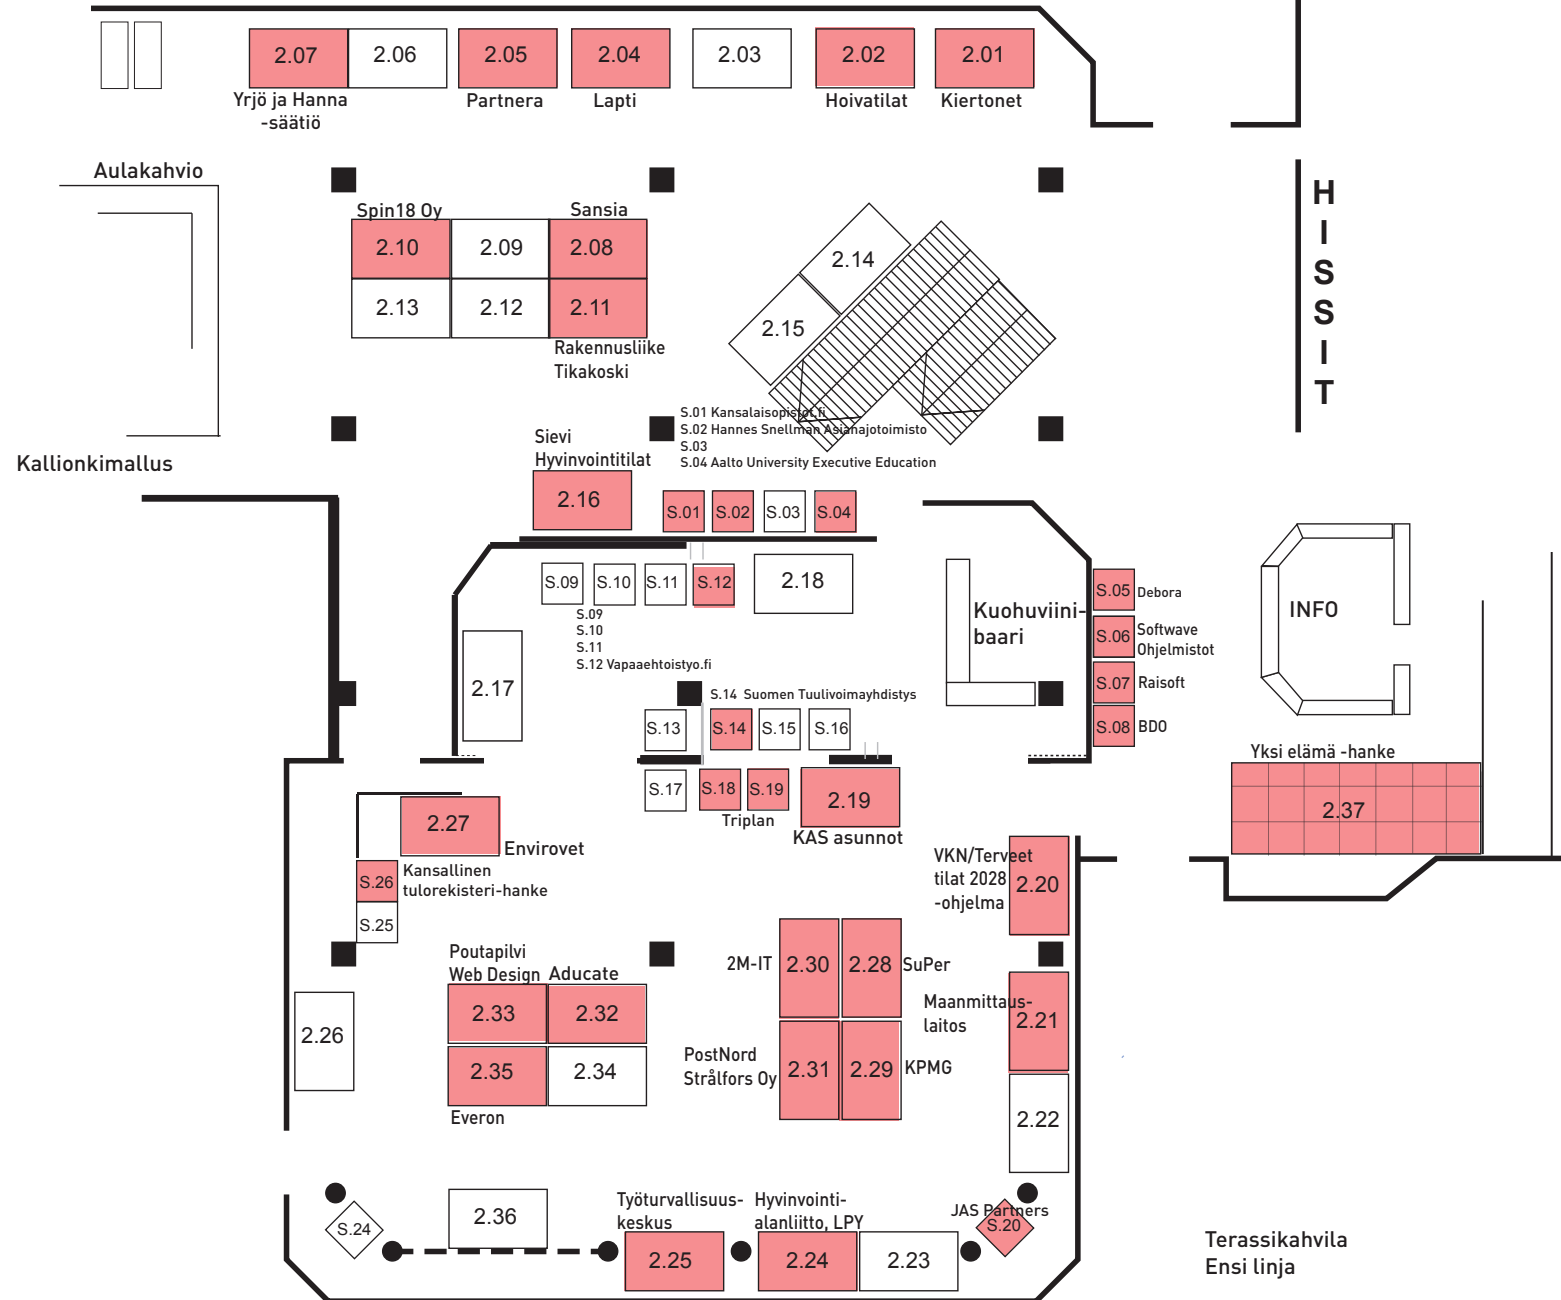 2.07
2.06
2.05
2.04
2.03
2.02
2.01
Yrjö ja Hanna
-säätiö
Partnera
Lapti
Hoivatilat
Kiertonet
Aulakahvio
H
I
S
S
I
T
Spin18 Oy
Sansia
2.10
2.09
2.08
2.13
2.12
2.11
Rakennusliike
Tikakoski
2.14
2.15
S.01 Kansalaisopistot.fi
S.02 Hannes Snellman Asianajotoimisto
S.03
S.04 Aalto University Executive Education
Kallionkimallus
Sievi
Hyvinvointitilat
2.16
S.01
S.02
S.03
S.04
S.09
S.10
S.11
S.12
2.18
S.09
S.10
S.11
S.12 Vapaaehtoistyo.fi
2.17
Kuohuviini-
baari
S.05
Debora
S.06
Softwave
Ohjelmistot
S.07
Raisoft
S.08
BDO
INFO
S.14 Suomen Tuulivoimayhdistys
S.13
S.14
S.15
S.16
Yksi elämä -hanke
2.37
S.17
S.18
S.19
Triplan
2.19
KAS asunnot
2.27
Envirovet
S.26
Kansallinen
tulorekisteri-hanke
S.25
VKN/Terveet
tilat 2028
-ohjelma
2.20
Poutapilvi
Web Design
Aducate
2.33
2.32
2.35
2.34
Everon
2.26
2M-IT
2.30
2.28
SuPer
PostNord
Strålfors Oy
2.31
2.29
KPMG
Maanmittaus-
laitos
2.21
2.22
S.24
2.36
Työturvallisuus-
keskus
2.25
Hyvinvointi-
alanliitto, LPY
2.24
2.23
JAS Partners
S.20
Terassikahvila
Ensi linja